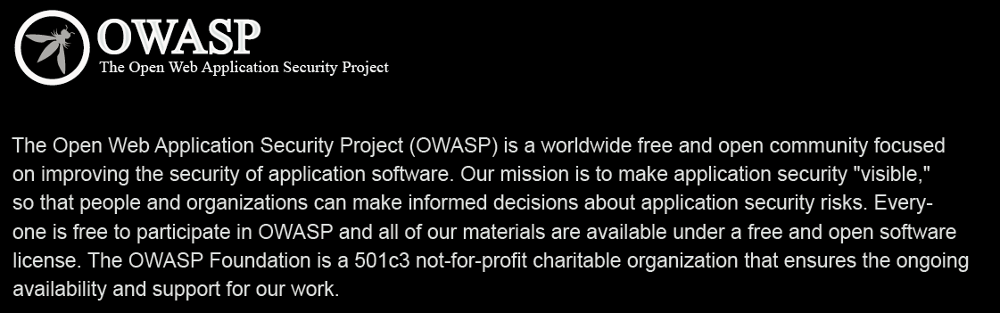 OWASP
The Open Web Application Security Project
The Open Web Application Security Project (OWASP) is a worldwide free and open community focused
on improving the security of application software. Our mission is to make application security "visible,"
so that people and organizations can make informed decisions about application security risks. Every-
one is free to participate in OWASP and all of our materials are available under a free and open software
license. The OWASP Foundation is a 501c3 not-for-profit charitable organization that ensures the ongoing
availability and support for our work.